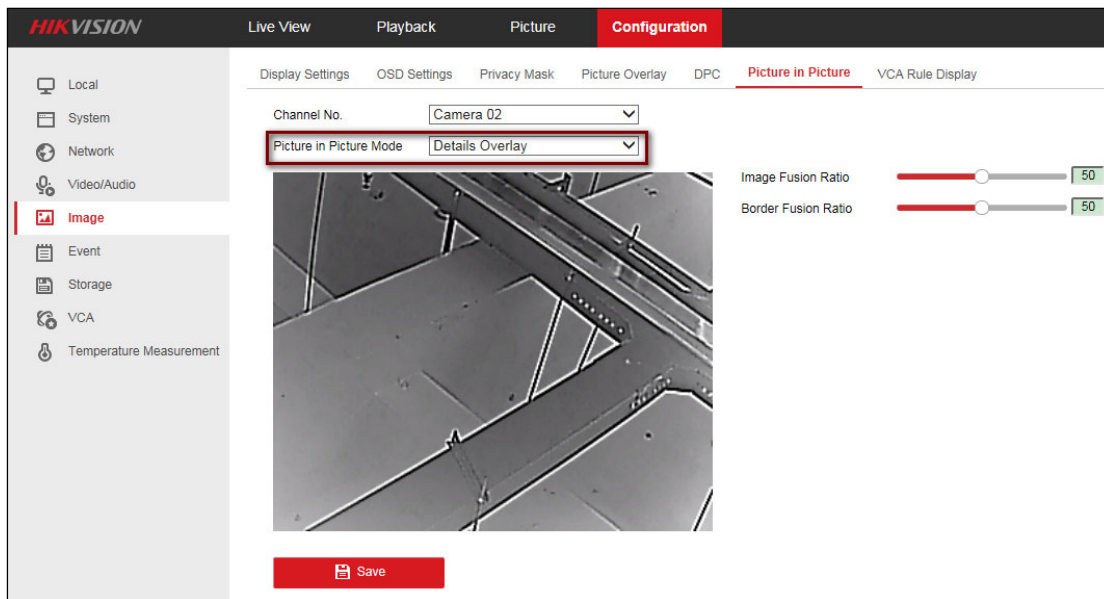 HIKVISION Live View Playback Picture Configuration
Display Settings OSD Settings Privacy Mask Picture Overlay DPC Picture in Picture VCA Rule Display
Local
System
Network
Video/Audio
Image
Event
Storage
VCA
Temperature Measurement
Channel No. Camera 02
Picture in Picture Mode Details Overlay
Image Fusion Ratio 50
Border Fusion Ratio 50
Save